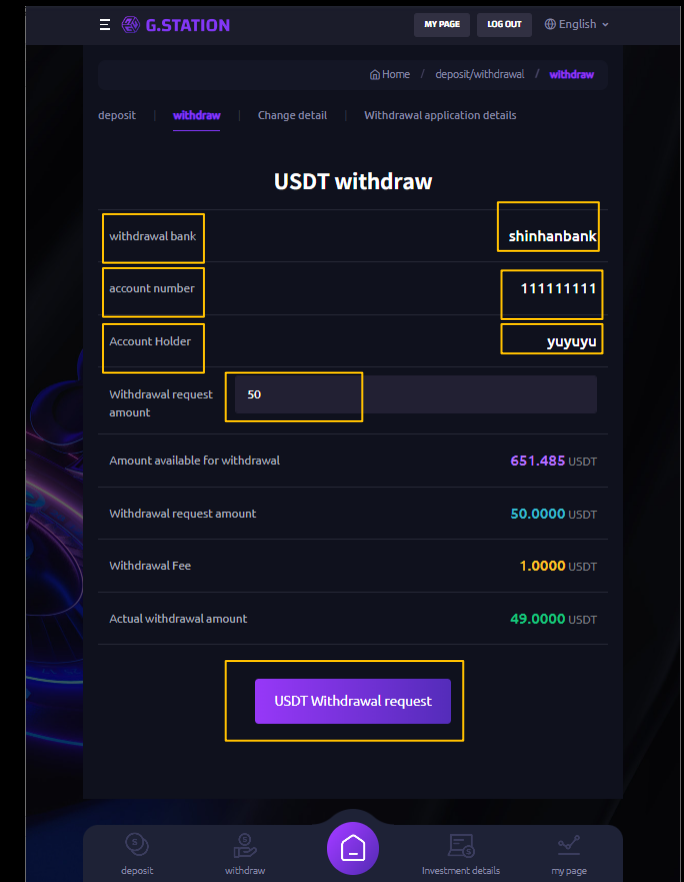 G.STATION MY PAGE LOG OUT English
Home / deposit/withdrawal / withdraw
deposit | withdraw | Change detail | Withdrawal application details
USDT withdraw
withdrawal bank shinhanbank
account number 111111111
Account Holder yuyuyu
Withdrawal request
amount
50
Amount available for withdrawal 651.485 USDT
Withdrawal request amount 50.0000 USDT
Withdrawal Fee 1.0000 USDT
Actual withdrawal amount 49.0000 USDT
USDT Withdrawal request
deposit withdraw Investment details my page